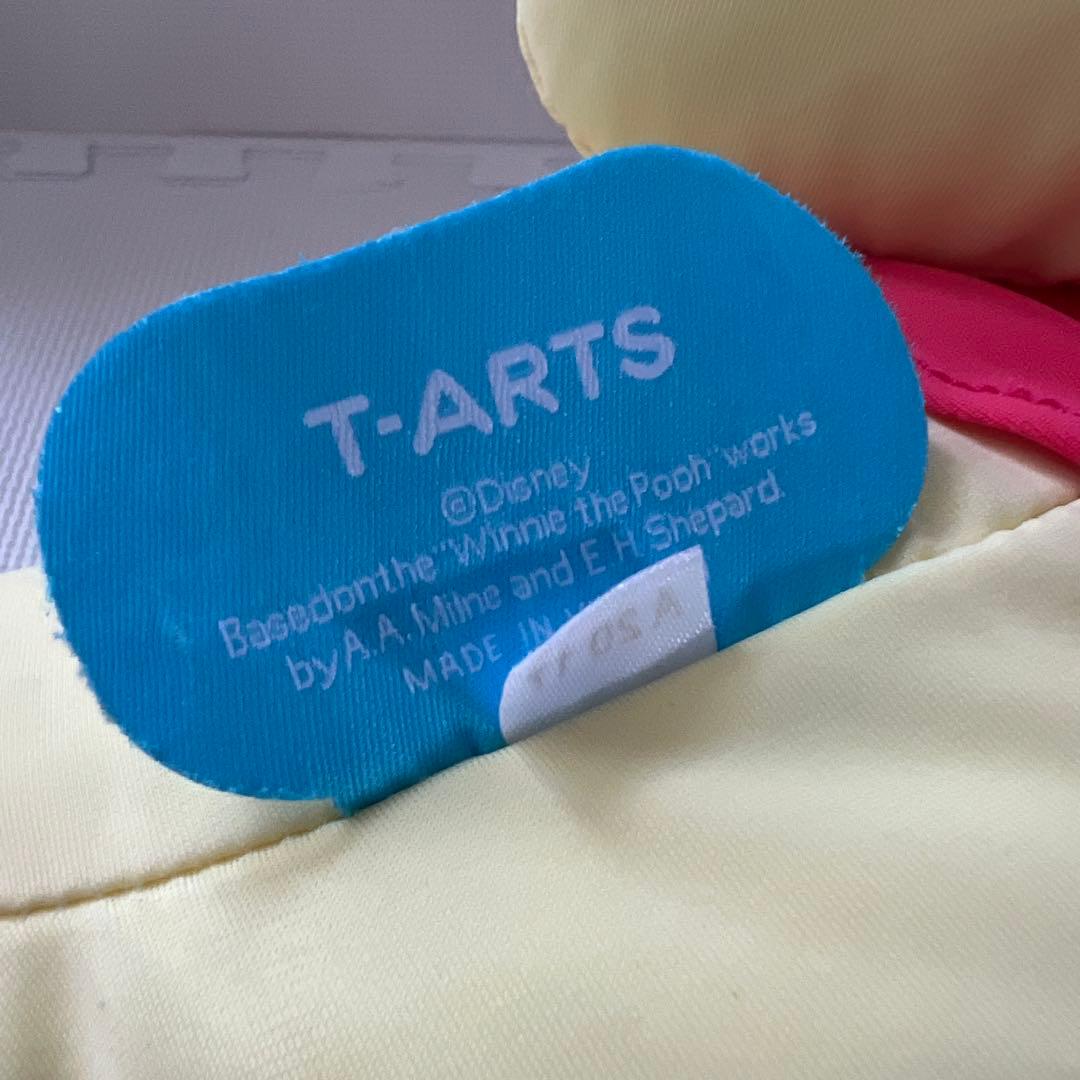 T-ARTS
©Disney
Basedonthe "Winnie the Pooh" works
by A.A. Milne and E H Shepard.
MADE IN